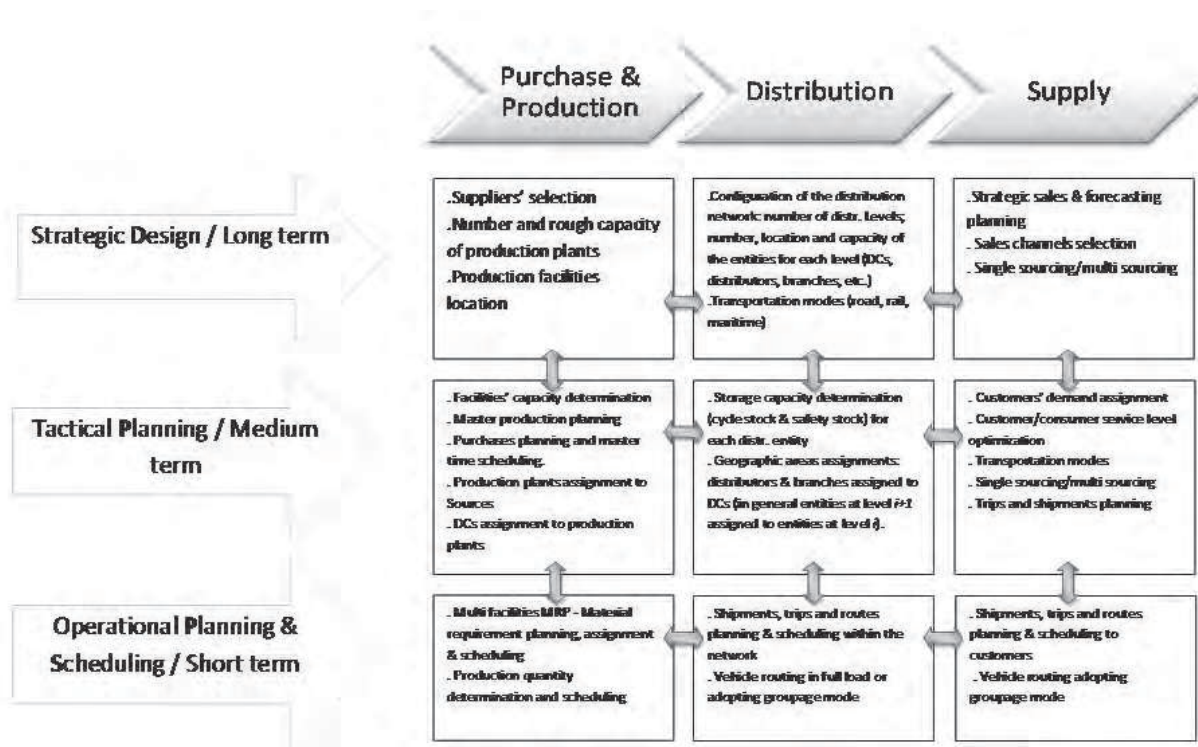 Purchase &
Production
Distribution
Supply
Strategic Design / Long term
.Suppliers' selection
.Number and rough capacity
of production plants
.Production facilities
location
.Configuration of the distribution
network: number of distr. Levels;
number, location and capacity of
the entities for each level (DCs,
distributors, branches, etc.)
.Transportation modes (road, rail,
maritime)
.Strategic sales & forecasting
planning
. Sales channels selection
. Single sourcing/multi sourcing
Tactical Planning / Medium
term
. Facilities' capacity determination
. Master production planning
. Purchases planning and master
time scheduling.
. Production plants assignment to
Sources
. DCs assignment to production
plants
. Storage capacity determination
(cycle stock & safety stock) for
each distr. entity
. Geographic areas assignments:
distributors & branches assigned to
DCs (in general entities at level i+1
assigned to entities at level i).
. Customers' demand assignment
. Customer/consumer service level
optimization
. Transportation modes
. Single sourcing/multi sourcing
. Trips and shipments planning
Operational Planning &
Scheduling / Short term
. Multi facilities MRP - Material
requirement planning, assignment
& scheduling
. Production quantity
determination and scheduling
. Shipments, trips and routes
planning & scheduling within the
network
. Vehicle routing in full load or
adopting groupage mode
. Shipments, trips and routes
planning & scheduling to
customers
. Vehicle routing adopting
groupage mode